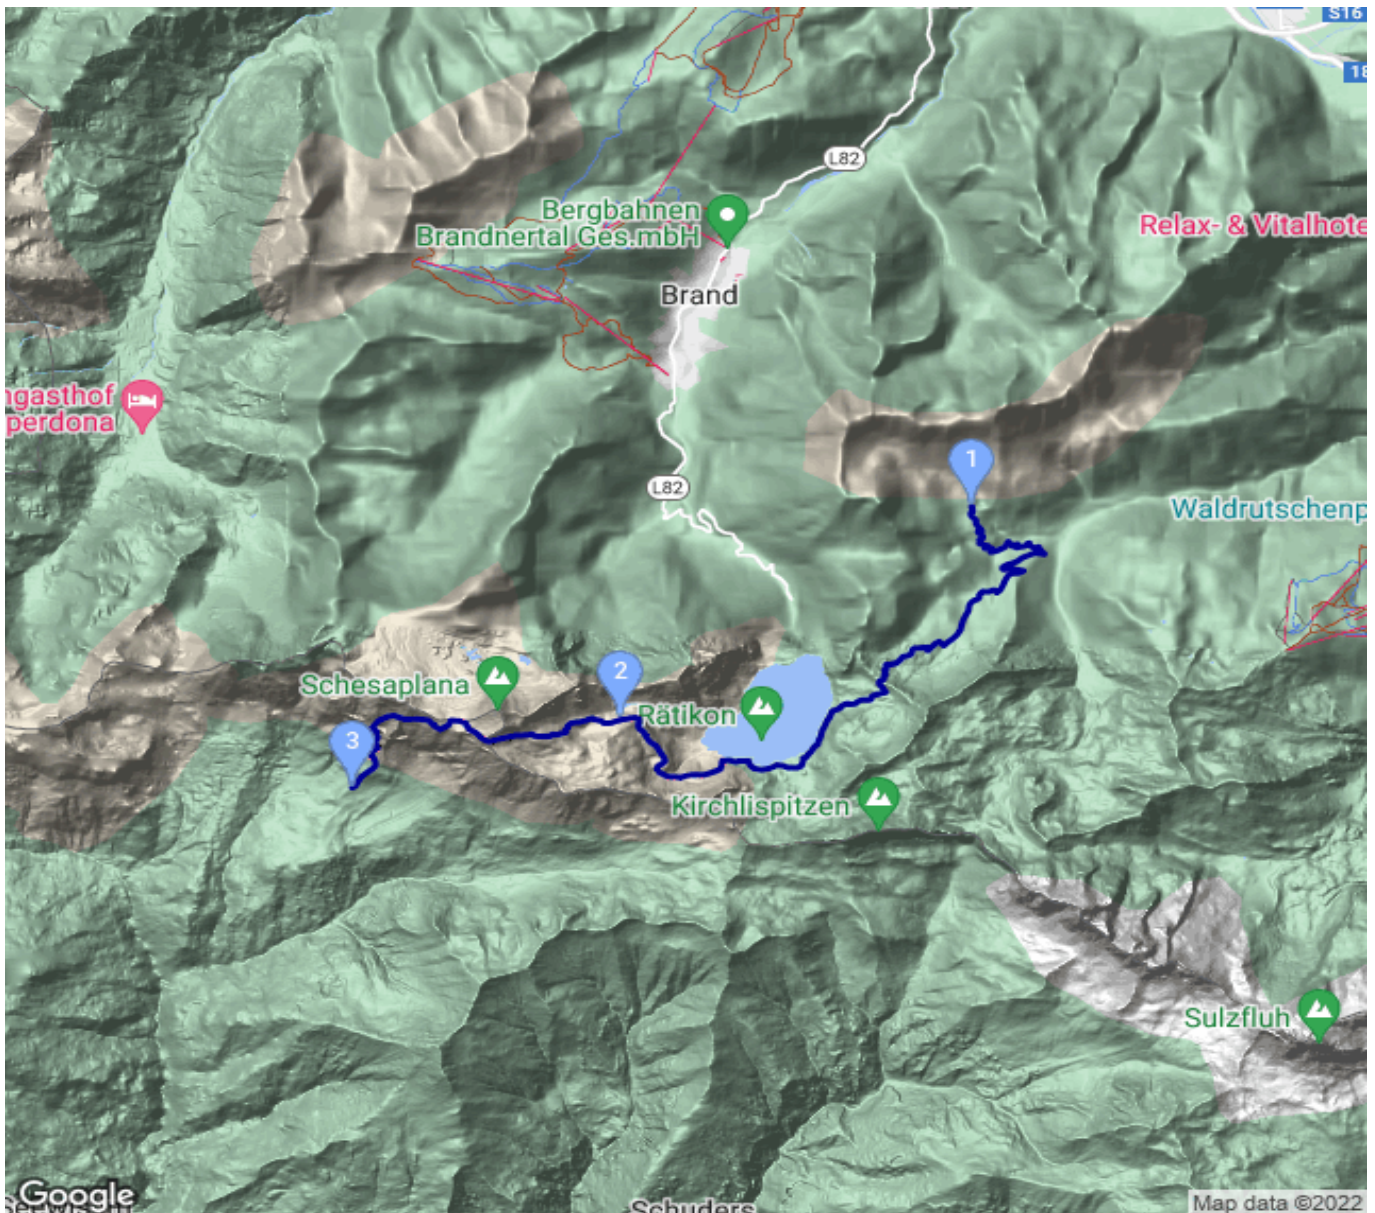 S16
18
L82
Bergbahnen
Brandnertal Ges.mbH
Relax- & Vitalhote
Brand
ngasthof
perdona
1
L82
Waldrutschenp
2
Schesaplana
Rätikon
3
Kirchlispitzen
Sulzfluh
Google
Schuders
Map data ©2022